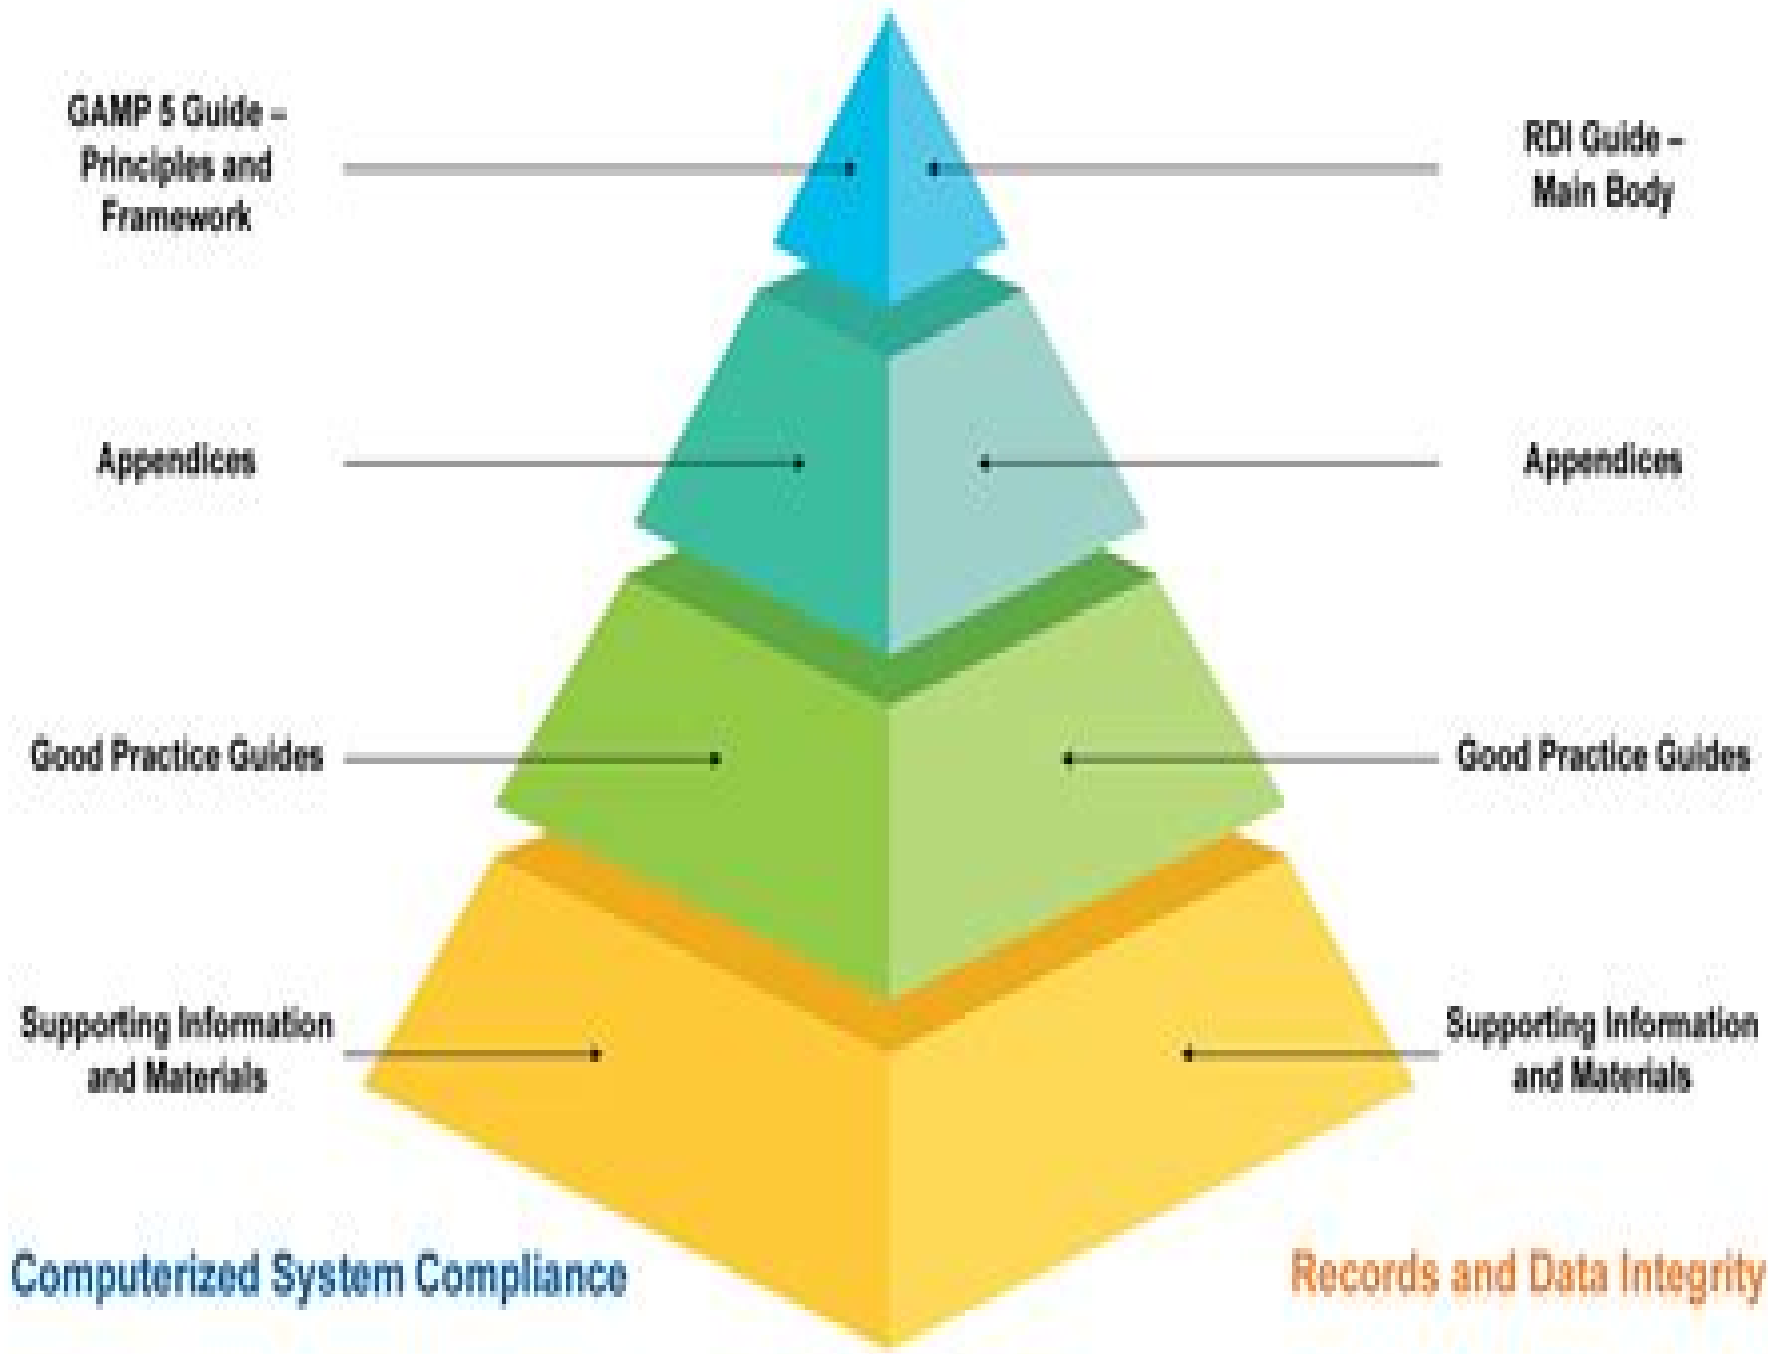 GAMP 5 Guide –
Principles and
Framework
RDI Guide –
Main Body
Appendices
Appendices
Good Practice Guides
Good Practice Guides
Supporting Information
and Materials
Supporting Information
and Materials
Computerized System Compliance
Records and Data Integrity